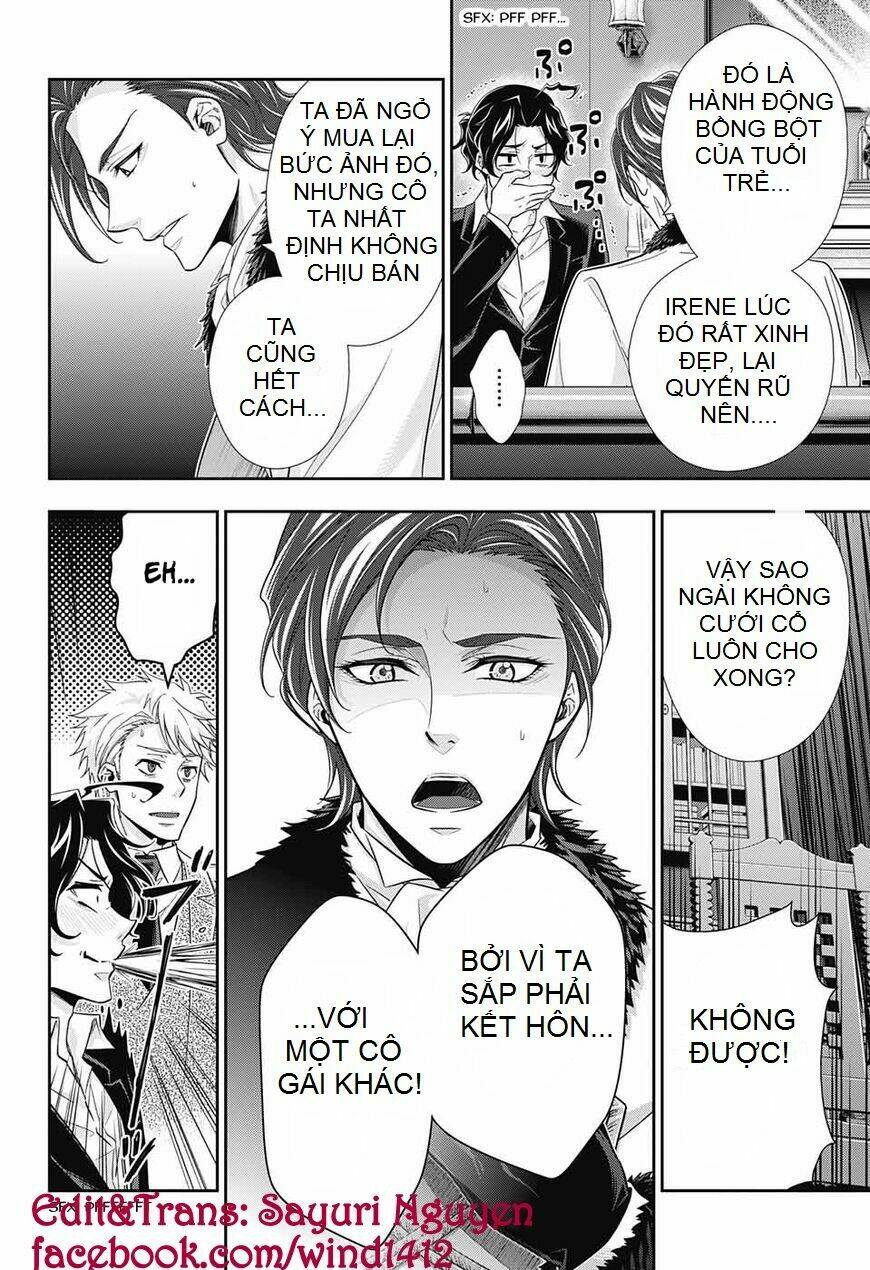 SFX: PFF PFF...
ĐÓ LÀ
HÀNH ĐỘNG
BỒNG BỘT
CỦA TUỔI
TRẺ...
ぷ
ぷ
IRENE LÚC
ĐÓ RẤT XINH
ĐẸP, LẠI
QUYẾN RŨ
NÊN....
......
TA ĐÃ NGỎ
Ý MUA LẠI
BỨC ẢNH ĐÓ,
NHƯNG CÔ
TA NHẤT
ĐỊNH KHÔNG
CHỊU BÁN
TA
CŨNG
HẾT
CÁCH...
VẬY SAO
NGÀI KHÔNG
CƯỚI CỔ
LUÔN CHO
XONG?
KHÔNG
ĐƯỢC!
BỞI VÌ TA
SẮP PHẢI
KẾT HÔN...
...VỚI
MỘT CÔ
GÁI KHÁC!
EH...
Edit&Trans: Sayuri Nguyen
facebook.com/wind1412